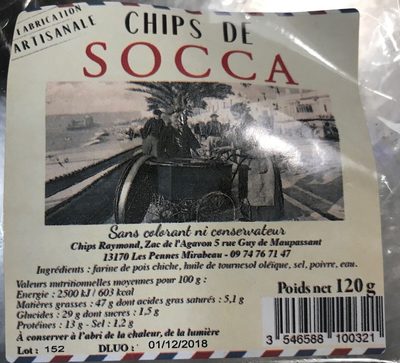 FABRICATION
ARTISANALE
CHIPS DE
SOCCA
Sans colorant ni conservateur
Chips Raymond, Zac de l'Agavon 5 rue Guy de Maupassant
13170 Les Pennes Mirabeau - 09 74 76 71 47
Ingrédients : farine de pois chiche, huile de tournesol oléique, sel, poivre, eau.
Valeurs nutritionnelles moyennes pour 100 g :
Energie : 2500 kJ / 603 kcal
Matières grasses : 47 g dont acides gras saturés : 5,1 g
Glucides : 29 g dont sucres : 1,5 g
Protéines : 13 g - Sel : 1,2 g
À conserver à l'abri de la chaleur, de la lumière
Lot : 152 DLUO : 01/12/2018
Poids net 120 g
3 546588 100321